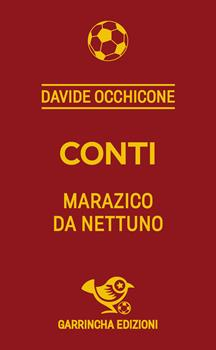 DAVIDE OCCHICONE
CONTI
MARAZICO
DA NETTUNO
GARRINCHA EDIZIONI